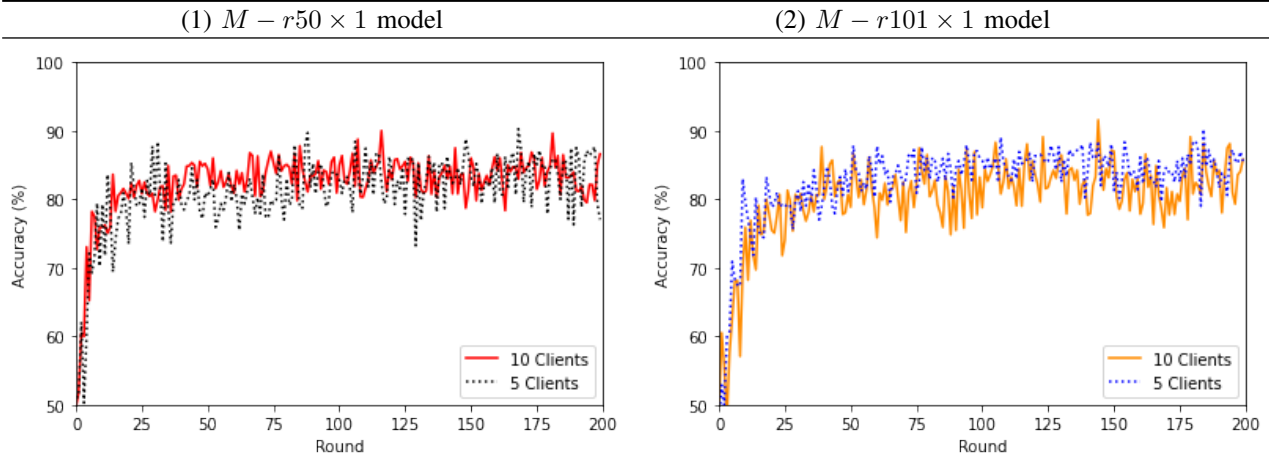 (1) M − r50 × 1 model
(2) M − r101 × 1 model
100
90
80
70
60
50
Accuracy (%)
0 25 50 75 100 125 150 175 200
Round
10 Clients
5 Clients
100
90
80
70
60
50
Accuracy (%)
0 25 50 75 100 125 150 175 200
Round
10 Clients
5 Clients